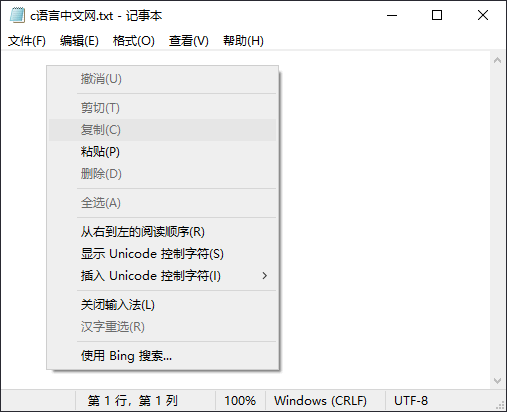 c语言中文网.txt - 记事本
文件(F) 编辑(E) 格式(O) 查看(V) 帮助(H)
撤消(U)
剪切(T)
复制(C)
粘贴(P)
删除(D)
全选(A)
从右到左的阅读顺序(R)
显示 Unicode 控制字符(S)
插入 Unicode 控制字符(I)
关闭输入法(L)
汉字重选(R)
使用 Bing 搜索...
第 1 行，第 1 列 100% Windows (CRLF) UTF-8